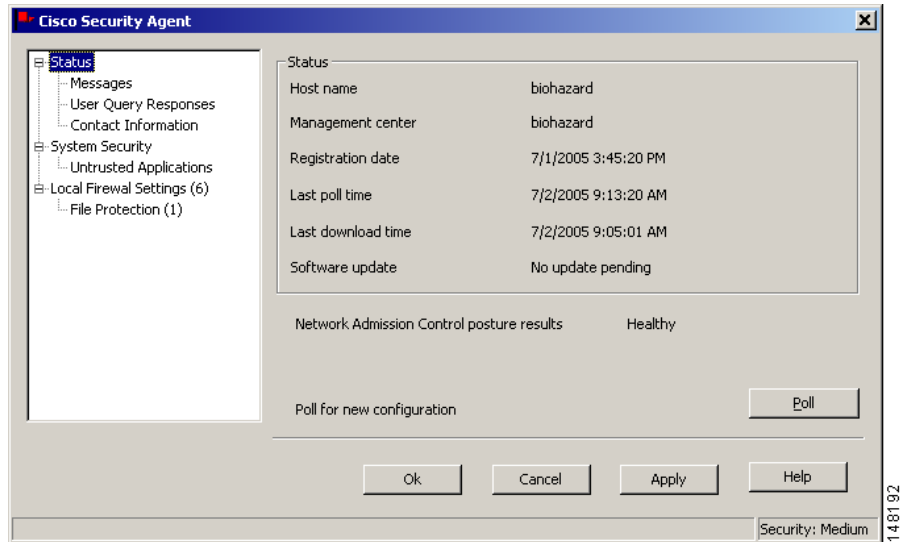 Cisco Security Agent
Status
Messages
User Query Responses
Contact Information
System Security
Untrusted Applications
Local Firewal Settings (6)
File Protection (1)
Status
Host name biohazard
Management center biohazard
Registration date 7/1/2005 3:45:20 PM
Last poll time 7/2/2005 9:13:20 AM
Last download time 7/2/2005 9:05:01 AM
Software update No update pending
Network Admission Control posture results Healthy
Poll for new configuration Poll
Ok Cancel Apply Help
Security: Medium
148192